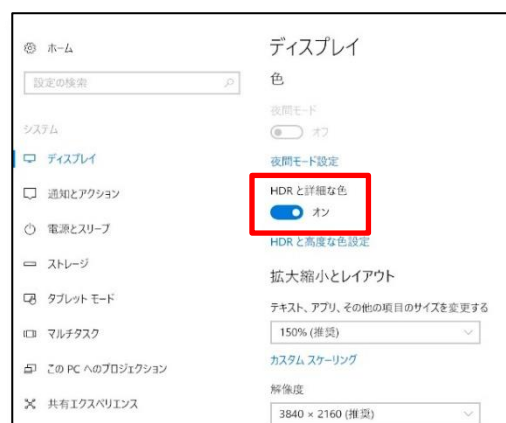 ホーム
設定の検索
システム
ディスプレイ
通知とアクション
電源とスリープ
ストレージ
タブレット モード
マルチタスク
この PC へのプロジェクション
共有エクスペリエンス
ディスプレイ
色
夜間モード
オフ
夜間モード設定
HDR と詳細な色
オン
HDR と高度な色設定
拡大縮小とレイアウト
テキスト、アプリ、その他の項目のサイズを変更する
150% (推奨)
カスタム スケーリング
解像度
3840 × 2160 (推奨)